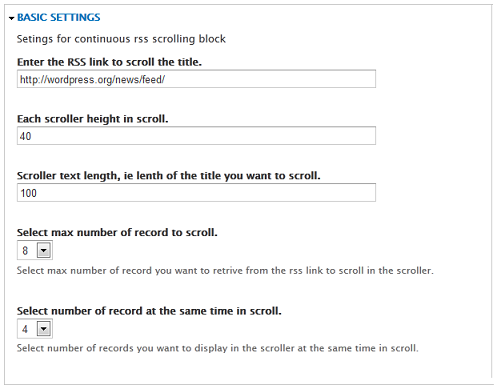 BASIC SETTINGS
Setings for continuous rss scrolling block
Enter the RSS link to scroll the title.
http://wordpress.org/news/feed/
Each scroller height in scroll.
40
Scroller text length, ie lenth of the title you want to scroll.
100
Select max number of record to scroll.
8
Select max number of record you want to retrive from the rss link to scroll in the scroller.
Select number of record at the same time in scroll.
4
Select number of records you want to display in the scroller at the same time in scroll.